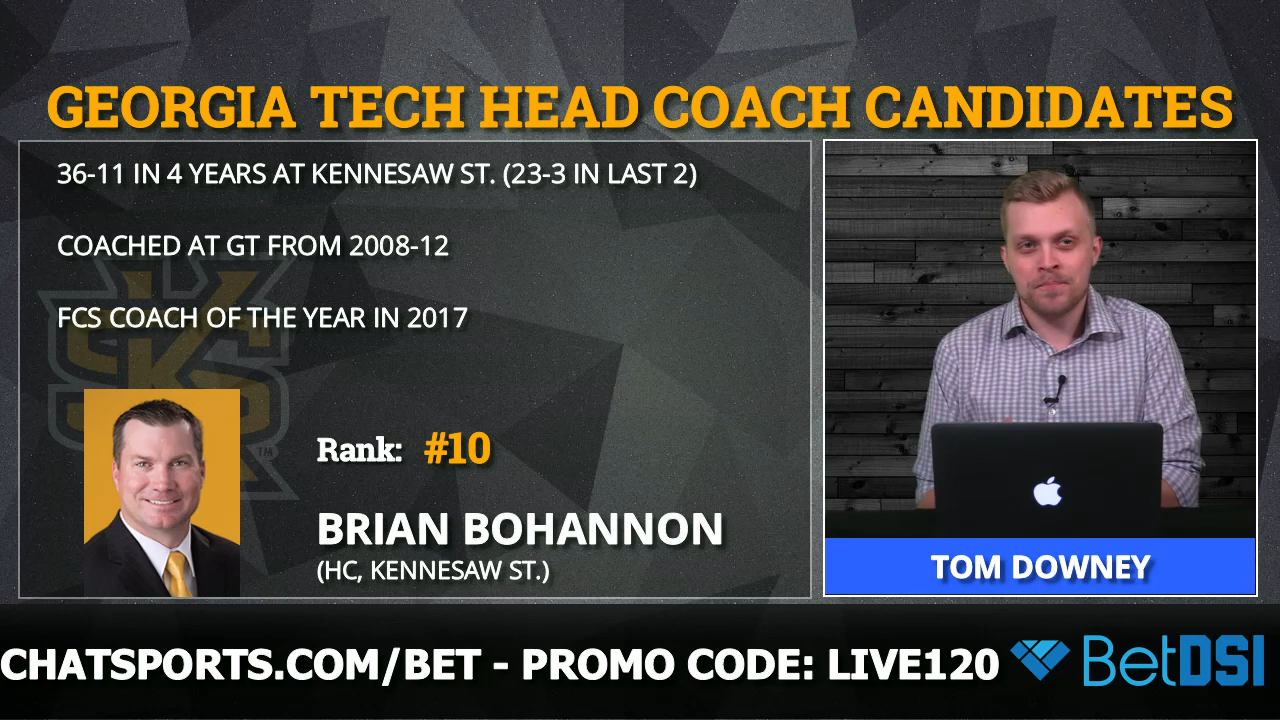 GEORGIA TECH HEAD COACH CANDIDATES
36-11 IN 4 YEARS AT KENNESAW ST. (23-3 IN LAST 2)
COACHED AT GT FROM 2008-12
FCS COACH OF THE YEAR IN 2017
KS
TM
Rank: #10
BRIAN BOHANNON
(HC, KENNESAW ST.)
TOM DOWNEY
CHATSPORTS.COM/BET - PROMO CODE: LIVE120 BetDSI